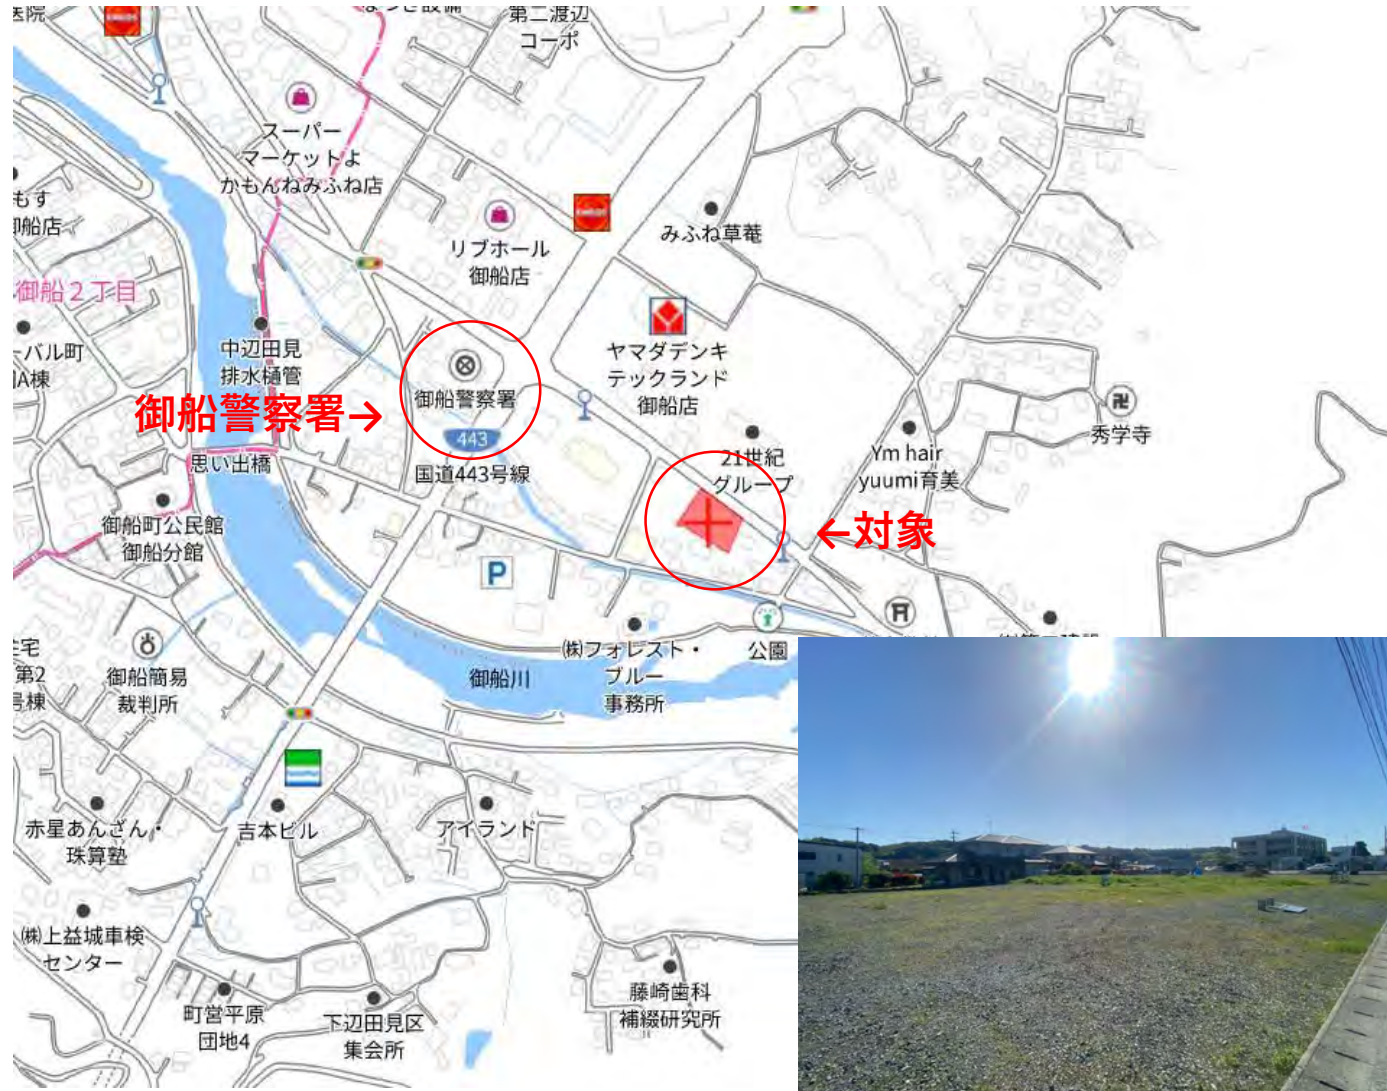 医院
第二渡辺
コーポ
スーパー
マーケットよ
かもんねみふね店
もす
御船店
リブホール
御船店
みふね草菴
御船2丁目
中辺田見
排水樋管
ーバル町
A棟
御船警察署
御船警察署→
443
国道443号線
ヤマダデンキ
テックランド
御船店
21世紀
グループ
Ym hair
yuumi育美
秀学寺
←対象
思い出橋
御船町公民館
御船分館
P
公園
(株)フォレスト・
ブルー
事務所
御船川
御船簡易
裁判所
住宅
第2
号棟
赤星あんざん・
珠算塾
吉本ビル
アイランド
(株)上益城車検
センター
町営平原
団地4
下辺田見区
集会所
藤崎歯科
補綴研究所